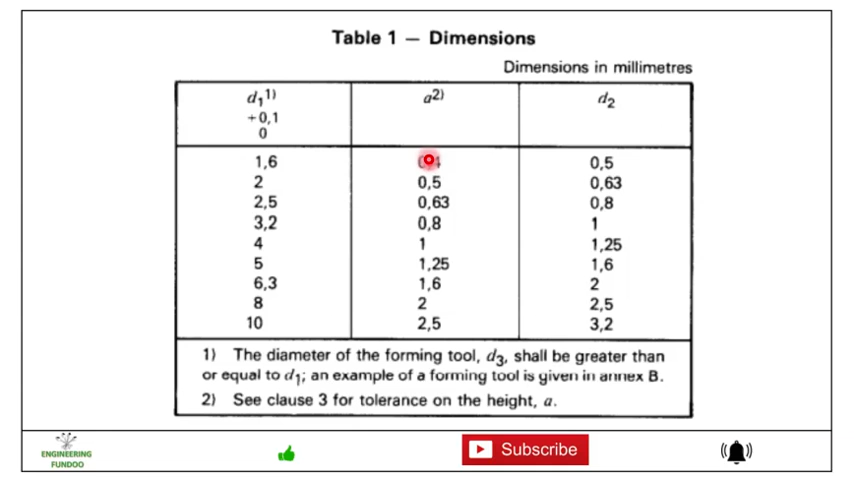 Table 1 — Dimensions
Dimensions in millimetres
d₁ ¹⁾ a²⁾ d₂
+0,1
0
1,6 0,5
2 0,5 0,63
2,5 0,63 0,8
3,2 0,8 1
4 1 1,25
5 1,25 1,6
6,3 1,6 2
8 2 2,5
10 2,5 3,2
1) The diameter of the forming tool, d₃, shall be greater than
or equal to d₁; an example of a forming tool is given in annex B.
2) See clause 3 for tolerance on the height, a.
ENGINEERING
FUNDOO
Subscribe